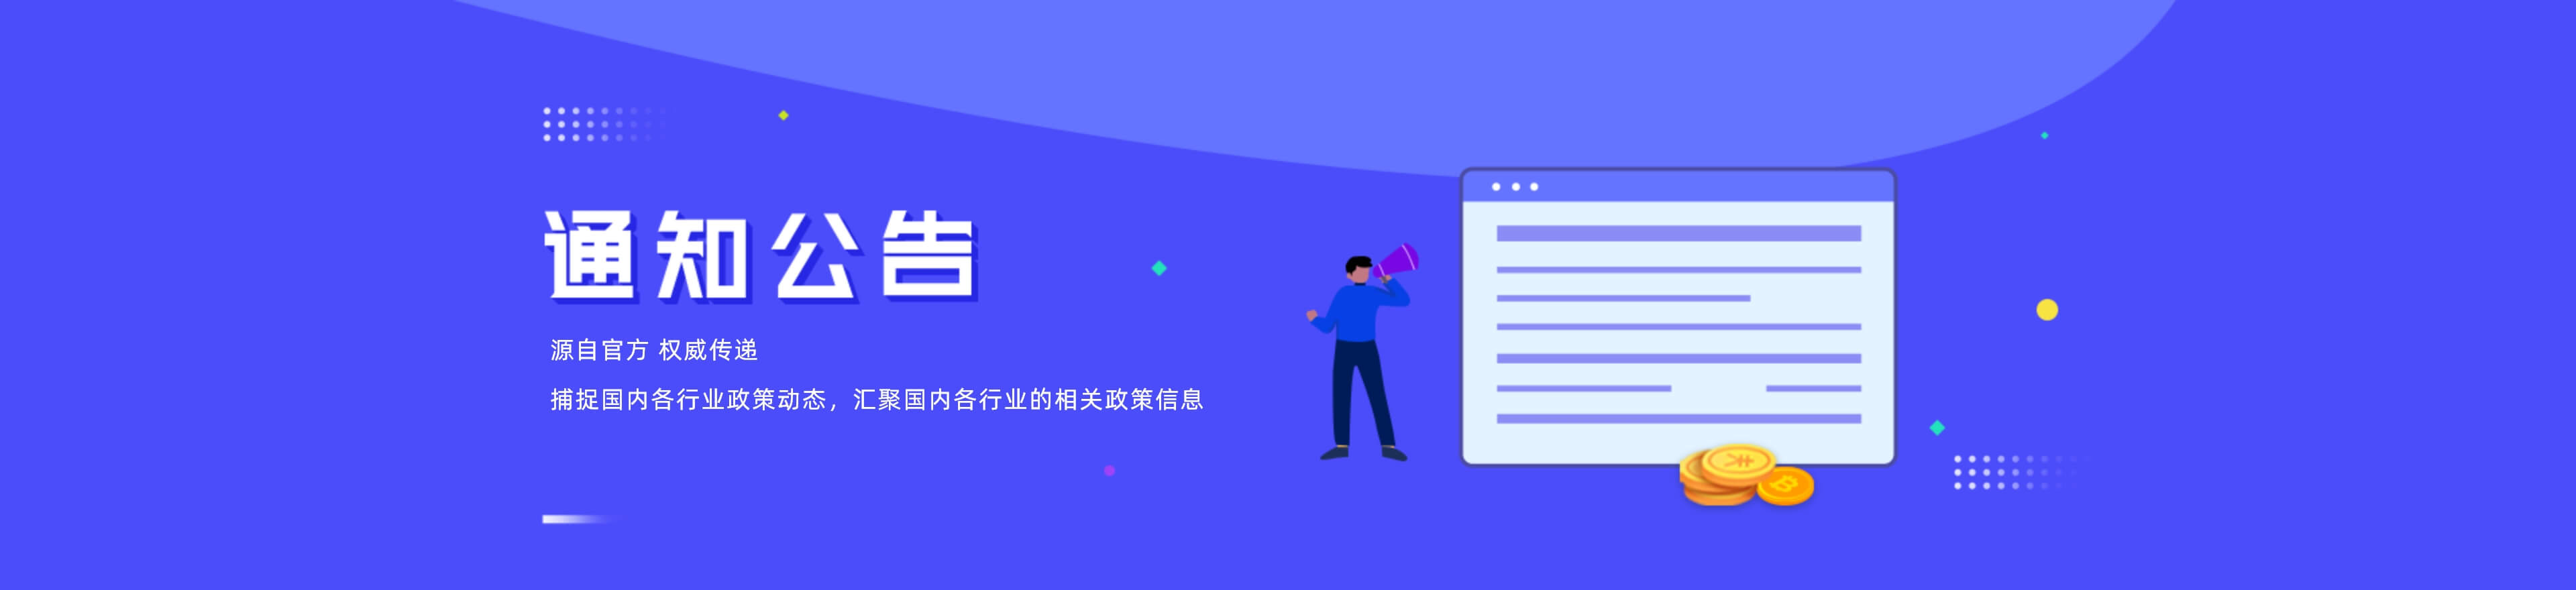 通知公告
源自官方 权威传递
捕捉国内各行业政策动态，汇聚国内各行业的相关政策信息